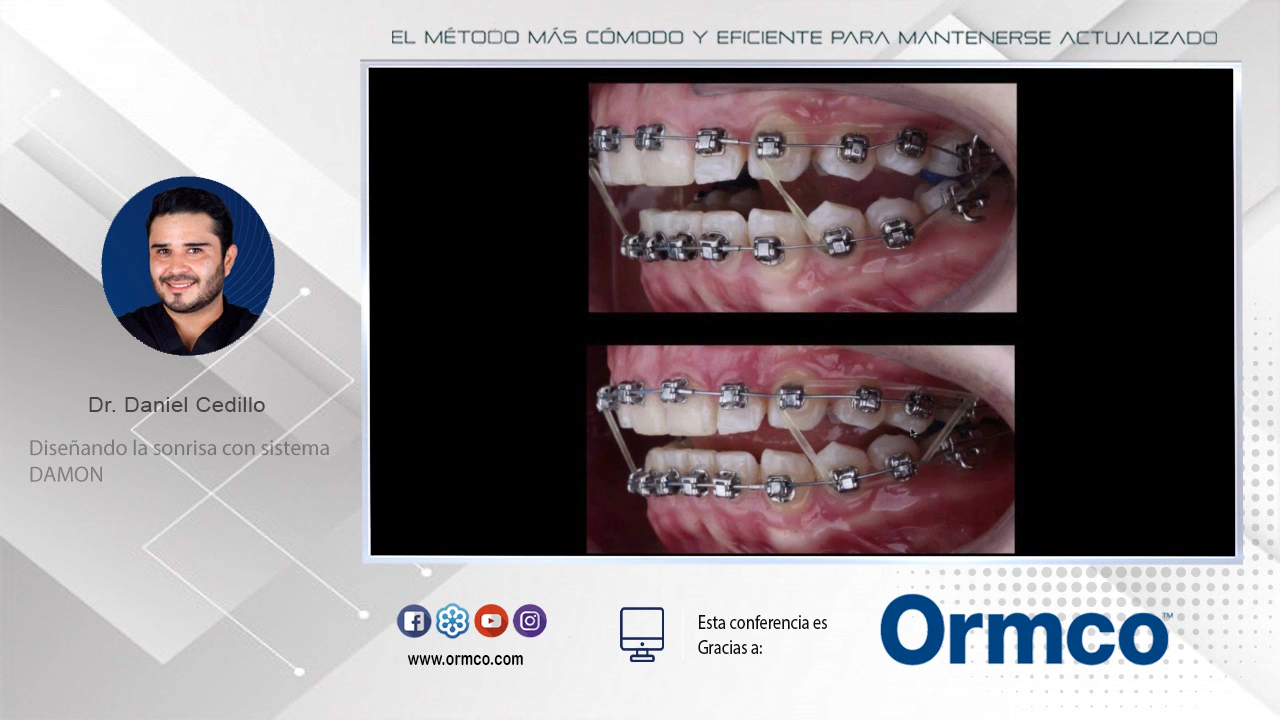 EL MÉTODO MÁS CÓMODO Y EFICIENTE PARA MANTENERSE ACTUALIZADO
Dr. Daniel Cedillo
Diseñando la sonrisa con sistema
DAMON
www.ormco.com
Esta conferencia es
Gracias a:
Ormco™